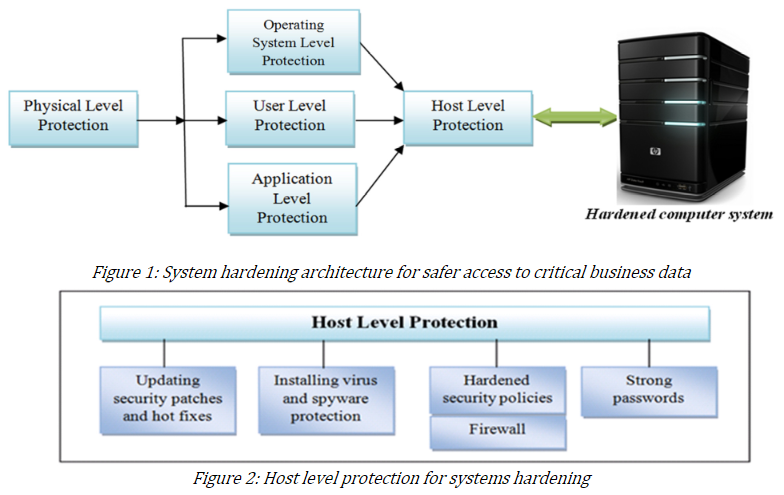 Operating
System Level
Protection
Physical Level
Protection
User Level
Protection
Host Level
Protection
Application
Level
Protection
hp
Hardened computer system
Figure 1: System hardening architecture for safer access to critical business data
Host Level Protection
Updating
security patches
and hot fixes
Installing virus
and spyware
protection
Hardened
security policies
Firewall
Strong
passwords
Figure 2: Host level protection for systems hardening